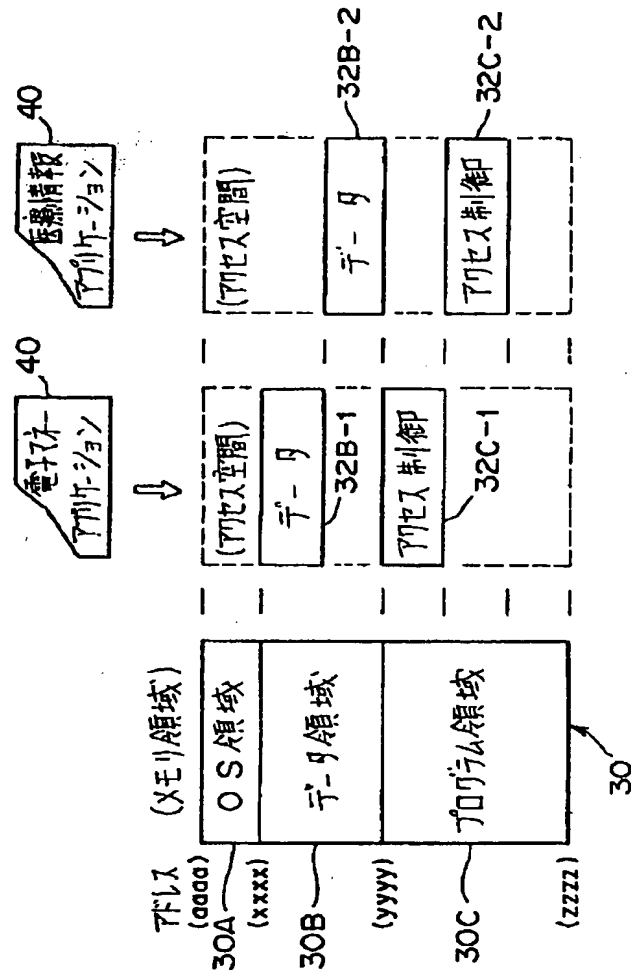 電子マネー
アプリケーション
40
医療情報
アプリケーション
40
アドレス
(メモリ領域)
(アクセス空間)
(アクセス空間)
(aaaa)
30A
OS領域
(xxxx)
30B
データ領域
データ
32B-1
データ
32B-2
(yyyy)
30C
プログラム領域
アクセス制御
32C-1
アクセス制御
32C-2
(zzzz)
30